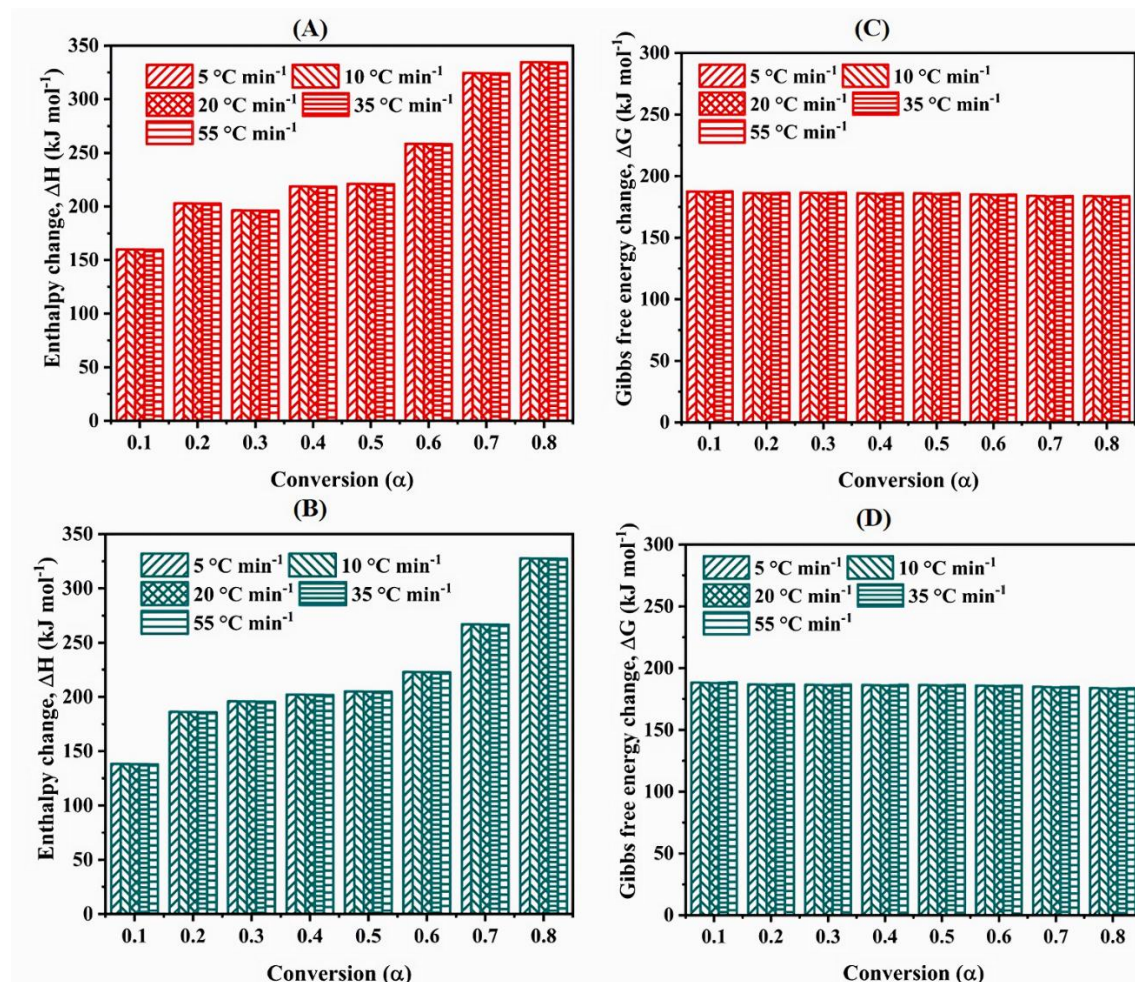 (A)
Enthalpy change, ΔH (kJ mol⁻¹)
350
300
250
200
150
100
50
0
5 °C min⁻¹ 10 °C min⁻¹
20 °C min⁻¹ 35 °C min⁻¹
55 °C min⁻¹
0.1 0.2 0.3 0.4 0.5 0.6 0.7 0.8
Conversion (α)
(C)
Gibbs free energy change, ΔG (kJ mol⁻¹)
300
250
200
150
100
50
0
5 °C min⁻¹ 10 °C min⁻¹
20 °C min⁻¹ 35 °C min⁻¹
55 °C min⁻¹
0.1 0.2 0.3 0.4 0.5 0.6 0.7 0.8
Conversion (α)
(B)
Enthalpy change, ΔH (kJ mol⁻¹)
350
300
250
200
150
100
50
0
5 °C min⁻¹ 10 °C min⁻¹
20 °C min⁻¹ 35 °C min⁻¹
55 °C min⁻¹
0.1 0.2 0.3 0.4 0.5 0.6 0.7 0.8
Conversion (α)
(D)
Gibbs free energy change, ΔG (kJ mol⁻¹)
300
250
200
150
100
50
0
5 °C min⁻¹ 10 °C min⁻¹
20 °C min⁻¹ 35 °C min⁻¹
55 °C min⁻¹
0.1 0.2 0.3 0.4 0.5 0.6 0.7 0.8
Conversion (α)